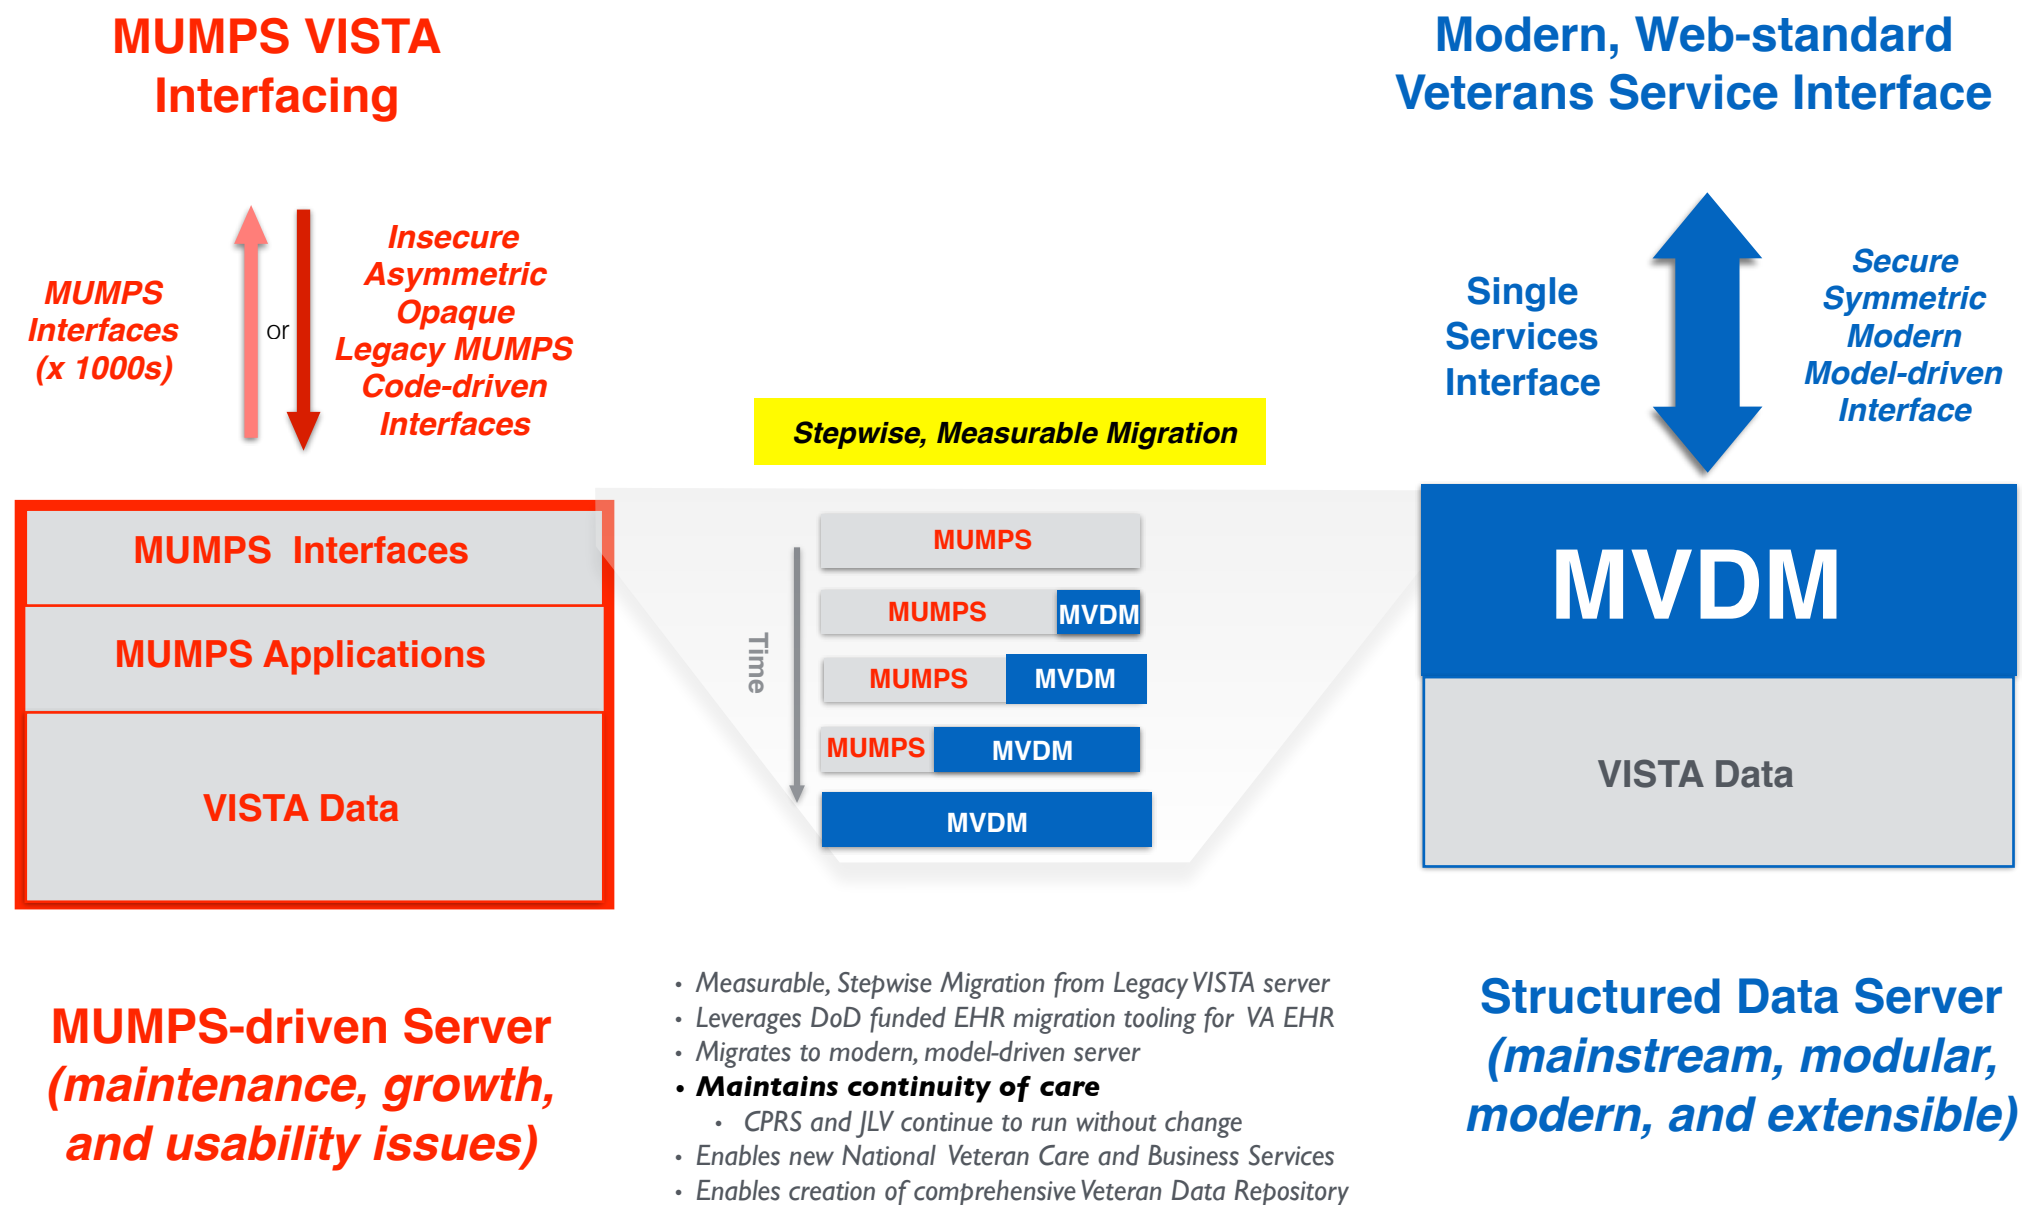 MUMPS VISTA
Interfacing
Modern, Web-standard
Veterans Service Interface
MUMPS
Interfaces
(x 1000s)
or
Insecure
Asymmetric
Opaque
Legacy MUMPS
Code-driven
Interfaces
Single
Services
Interface
Secure
Symmetric
Modern
Model-driven
Interface
Stepwise, Measurable Migration
MUMPS Interfaces
MUMPS Applications
VISTA Data
Time
MUMPS
MUMPS MVDM
MUMPS MVDM
MUMPS MVDM
MVDM
MVDM
VISTA Data
MUMPS-driven Server
(maintenance, growth,
and usability issues)
• Measurable, Stepwise Migration from Legacy VISTA server
• Leverages DoD funded EHR migration tooling for VA EHR
• Migrates to modern, model-driven server
• Maintains continuity of care
• CPRS and JLV continue to run without change
• Enables new National Veteran Care and Business Services
• Enables creation of comprehensive Veteran Data Repository
Structured Data Server
(mainstream, modular,
modern, and extensible)